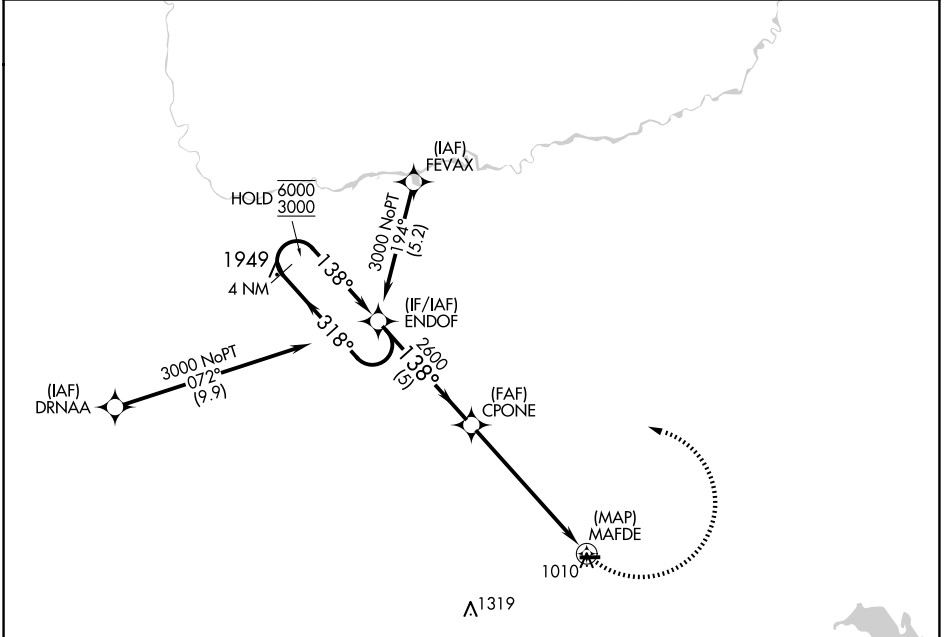 (IAF)
FEVAX
HOLD 6000
3000
3000 NoPT
194°
(5.2)
1949
4 NM
138°
318°
(IF/IAF)
ENDOF
2600
138°
(5)
3000 NoPT
072°
(9.9)
(IAF)
DRNAA
(FAF)
CPONE
(MAP)
MAFDE
1010
1319